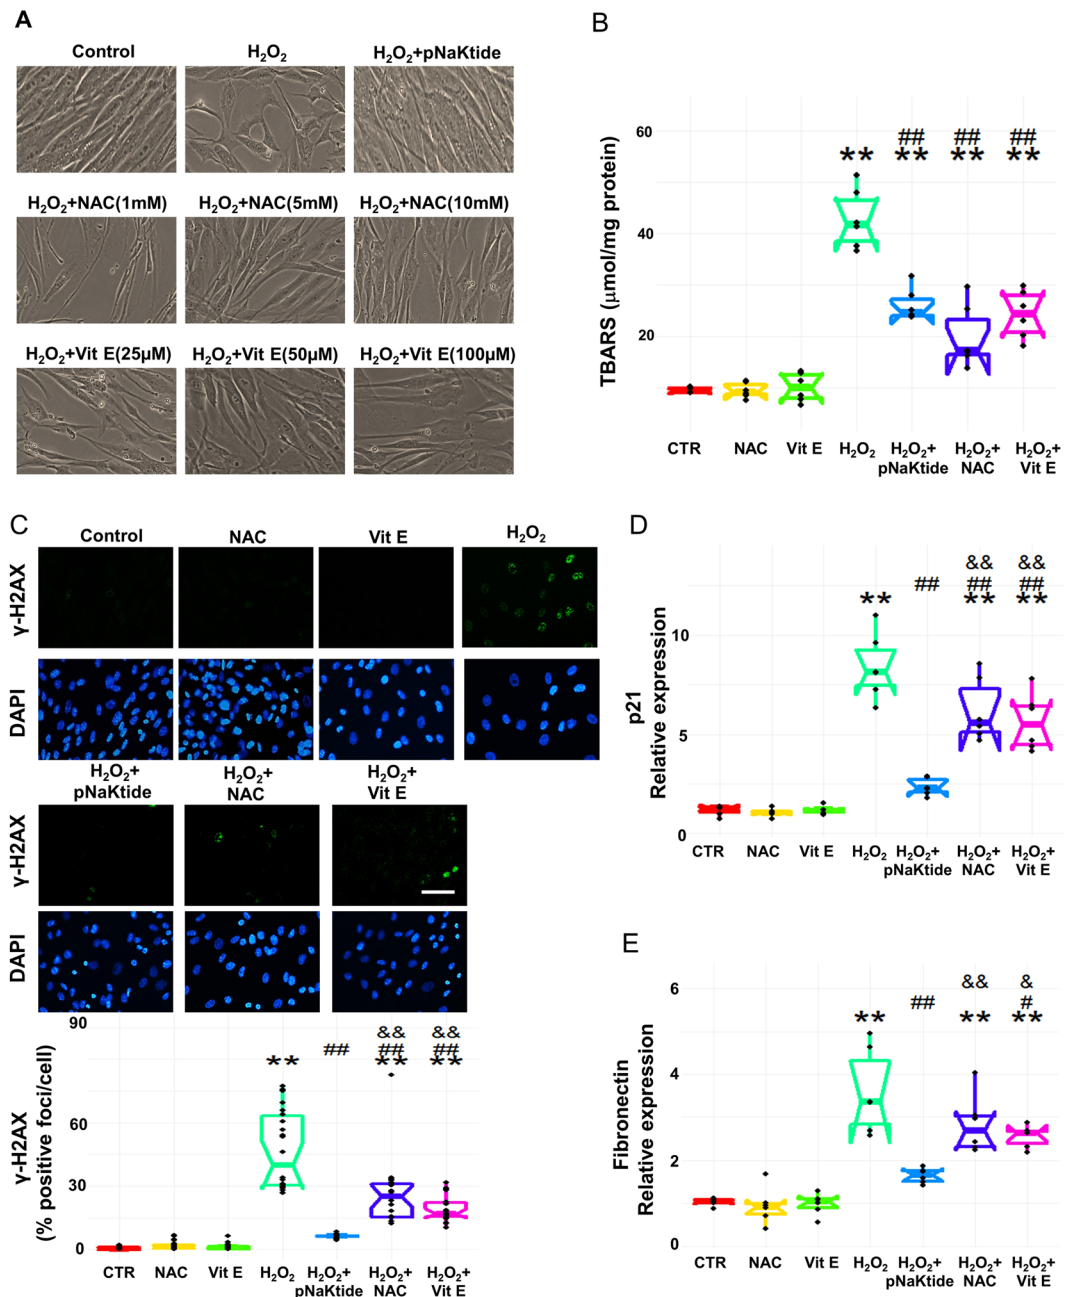 A
Control
H₂O₂
H₂O₂+pNaKtide
H₂O₂+NAC(1mM)
H₂O₂+NAC(5mM)
H₂O₂+NAC(10mM)
H₂O₂+Vit E(25µM)
H₂O₂+Vit E(50µM)
H₂O₂+Vit E(100µM)
B
TBARS (µmol/mg protein)
60
40
20
**
##
**
##
**
##
**
CTR
NAC
Vit E
H₂O₂
H₂O₂+
pNaKtide
H₂O₂+
NAC
H₂O₂+
Vit E
C
Control
NAC
Vit E
H₂O₂
γ-H2AX
DAPI
H₂O₂+
pNaKtide
H₂O₂+
NAC
H₂O₂+
Vit E
γ-H2AX
DAPI
γ-H2AX
(% positive foci/cell)
90
60
30
0
**
##
&&
##
**
&&
##
**
CTR
NAC
Vit E
H₂O₂
H₂O₂+
pNaKtide
H₂O₂+
NAC
H₂O₂+
Vit E
D
p21
Relative expression
10
5
0
**
##
&&
##
**
&&
##
**
CTR
NAC
Vit E
H₂O₂
H₂O₂+
pNaKtide
H₂O₂+
NAC
H₂O₂+
Vit E
E
Fibronectin
Relative expression
6
4
2
0
**
##
&&
**
&
#
**
CTR
NAC
Vit E
H₂O₂
H₂O₂+
pNaKtide
H₂O₂+
NAC
H₂O₂+
Vit E